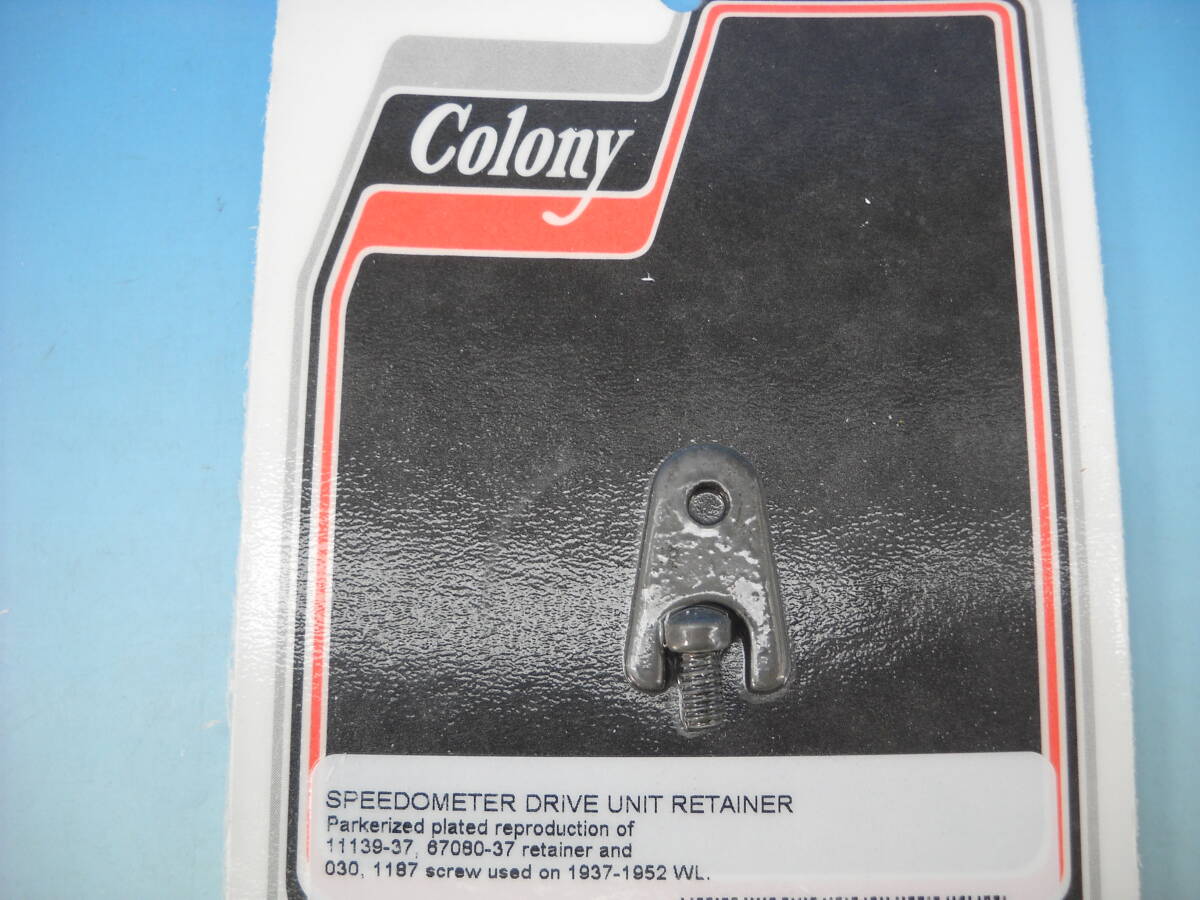 Colony
SPEEDOMETER DRIVE UNIT RETAINER
Parkerized plated reproduction of
11139-37, 67080-37 retainer and
030, 1187 screw used on 1937-1952 WL.